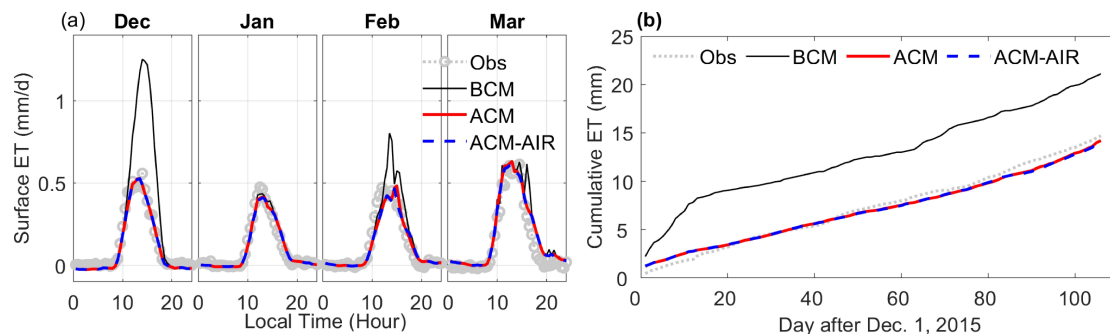 (a)
Dec Jan Feb Mar
Surface ET (mm/d)
1
0.5
0
Obs
BCM
ACM
ACM-AIR
0 10 20 0 10 20 0 10 20 0 10 20
Local Time (Hour)
(b)
Cumulative ET (mm)
25
20
15
10
5
0
Obs BCM ACM ACM-AIR
0 20 40 60 80 100
Day after Dec. 1, 2015